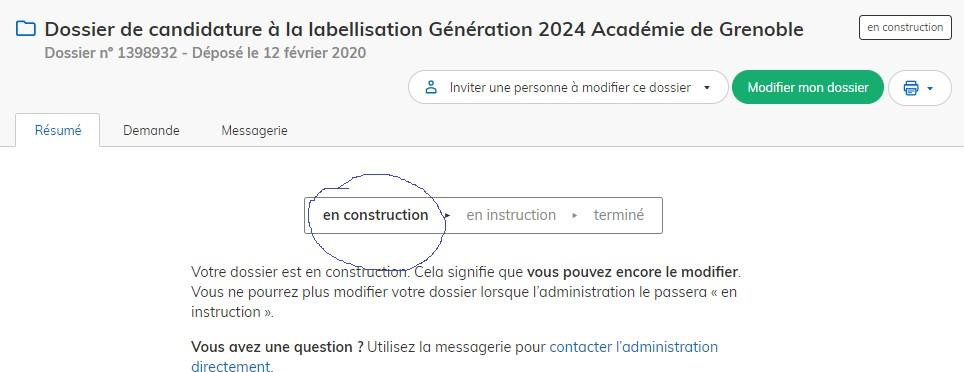 Dossier de candidature à la labellisation Génération 2024 Académie de Grenoble
en construction
Dossier nº 1398932 - Déposé le 12 février 2020
Inviter une personne à modifier ce dossier
Modifier mon dossier
Résumé Demande Messagerie
en construction en instruction terminé
Votre dossier est en construction. Cela signifie que vous pouvez encore le modifier.
Vous ne pourrez plus modifier votre dossier lorsque l'administration le passera « en
instruction ».
Vous avez une question ? Utilisez la messagerie pour contacter l'administration
directement.